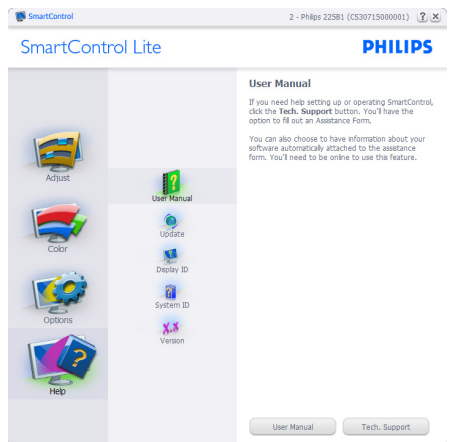 SmartControl
2 - Philips 225B1 (CS30715000001)
? X
SmartControl Lite
PHILIPS
Adjust
Color
Options
Help
User Manual
Update
Display ID
System ID
X.X
Version
User Manual
If you need help setting up or operating SmartControl,
click the Tech. Support button. You'll have the
option to fill out an Assistance Form.
You can also choose to have information about your
software automatically attached to the assistance
form. You'll need to be online to use this feature.
User Manual
Tech. Support